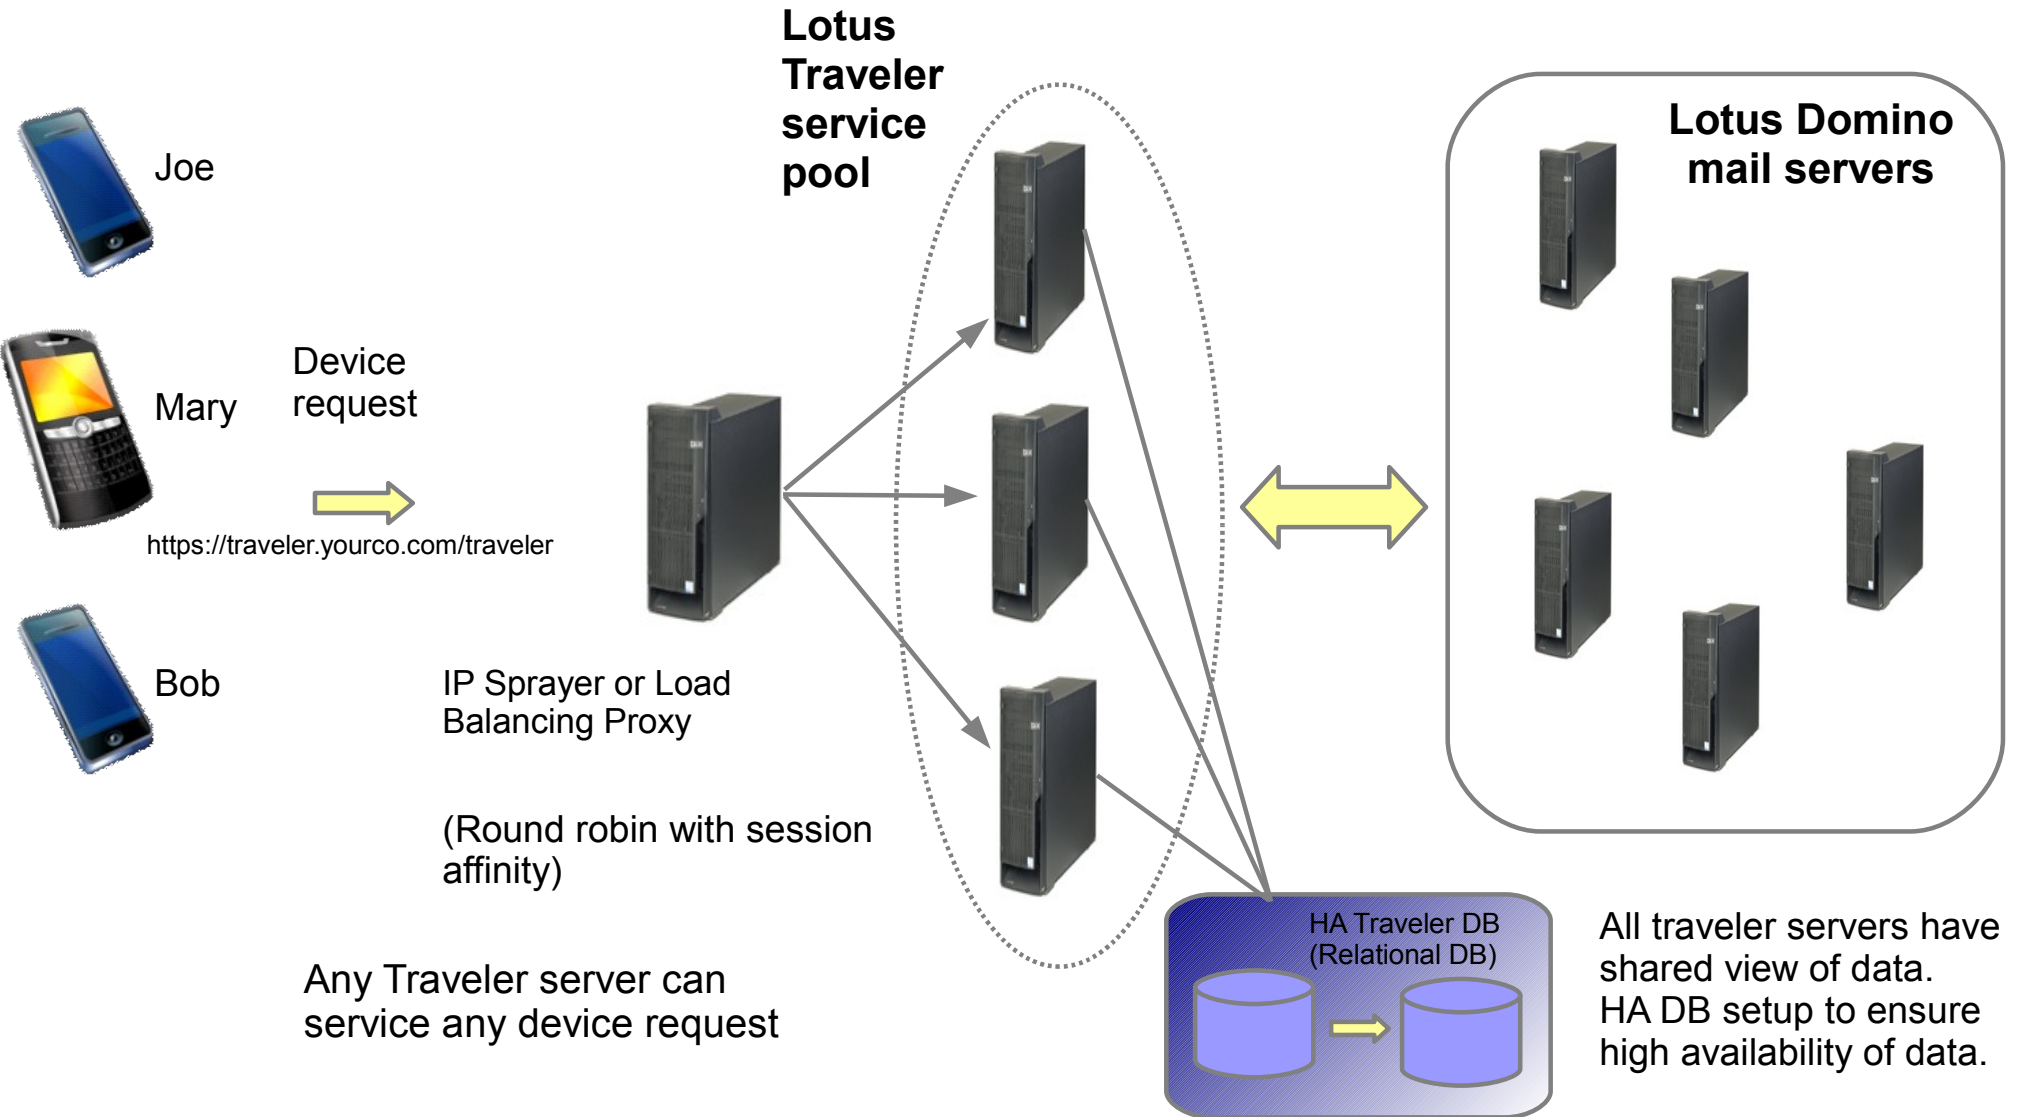 Lotus
Traveler
service
pool
Lotus Domino
mail servers
Joe
Device
request
Mary
https://traveler.yourco.com/traveler
Bob
IP Sprayer or Load
Balancing Proxy
(Round robin with session
affinity)
Any Traveler server can
service any device request
HA Traveler DB
(Relational DB)
All traveler servers have
shared view of data.
HA DB setup to ensure
high availability of data.